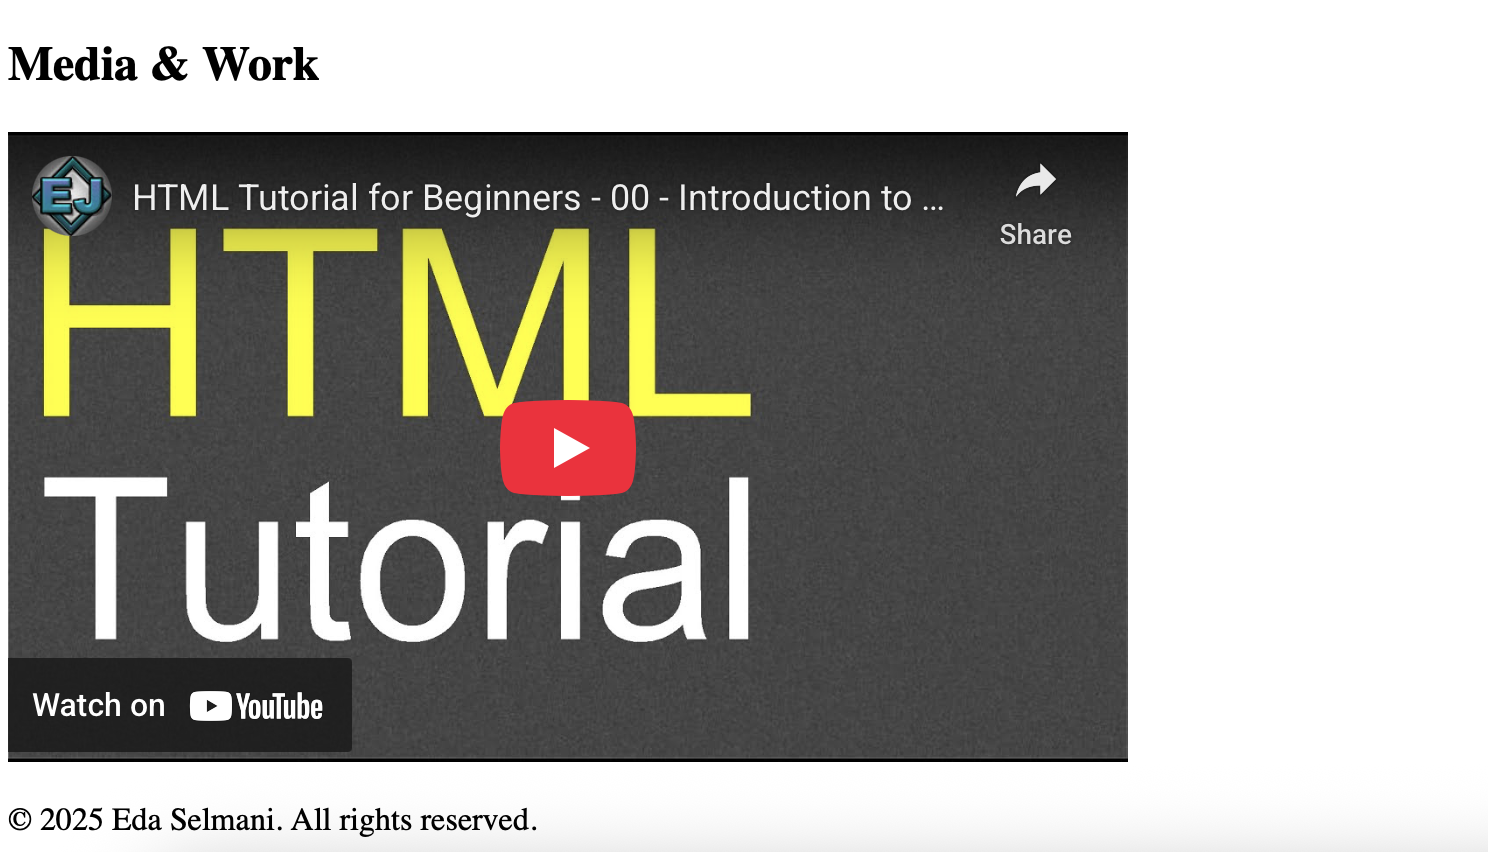 Media & Work
EJ
HTML Tutorial for Beginners - 00 - Introduction to ...
Share
HTML
Tutorial
Watch on YouTube
© 2025 Eda Selmani. All rights reserved.